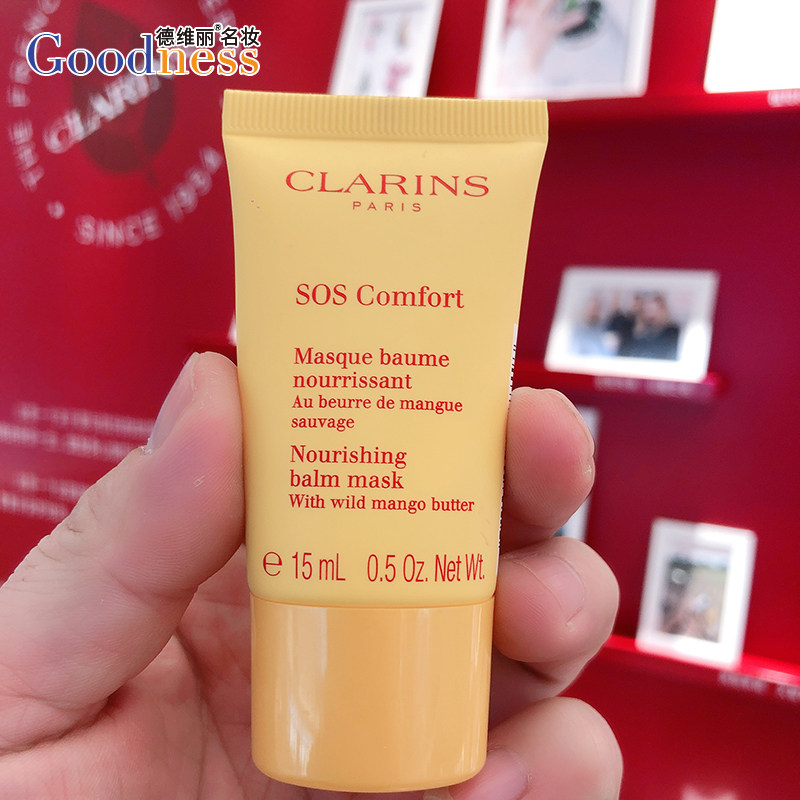 德维丽®名妆
Goodness
CLARINS
SINCE 1954
CLARINS
PARIS
SOS Comfort
Masque baume
nourrissant
Au beurre de mangue
sauvage
Nourishing
balm mask
With wild mango butter
℮ 15 mL 0.5 Oz. Net Wt.